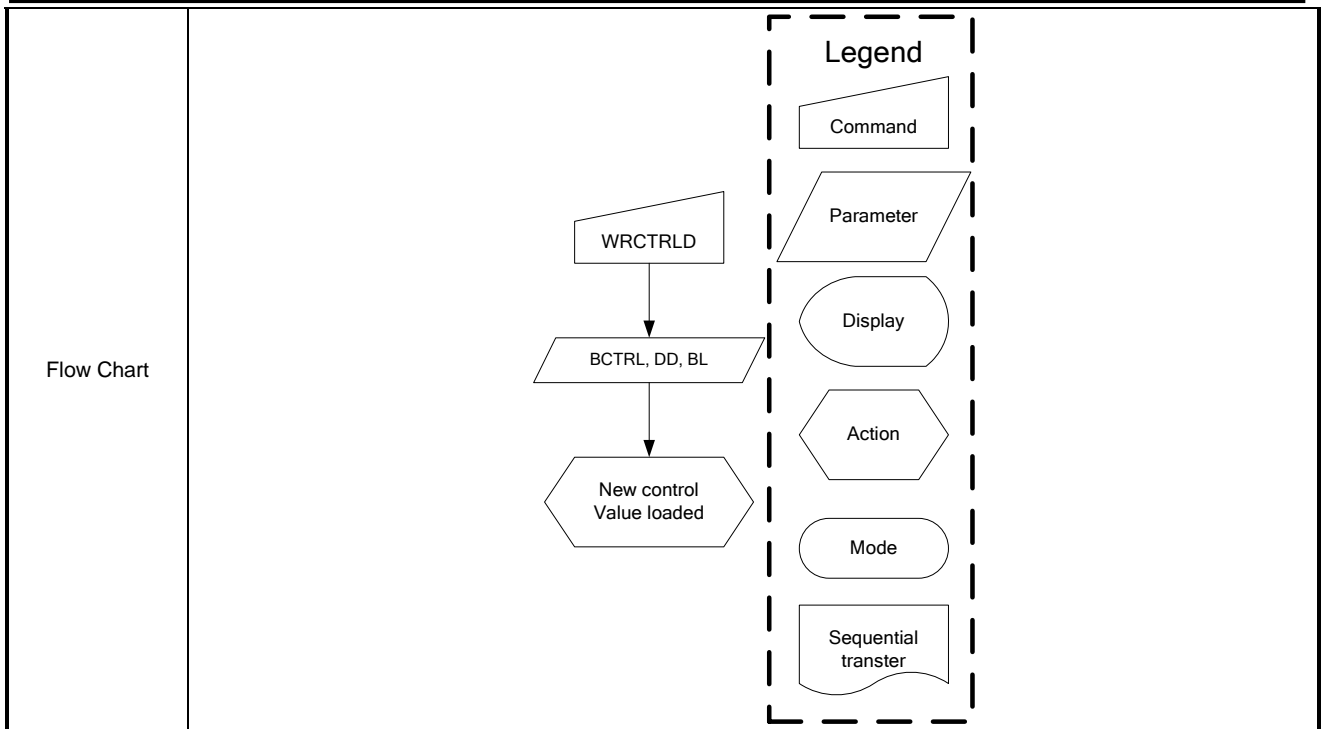 Flow Chart
WRCTRLD
BCTRL, DD, BL
New control
Value loaded
Legend
Command
Parameter
Display
Action
Mode
Sequential
transter